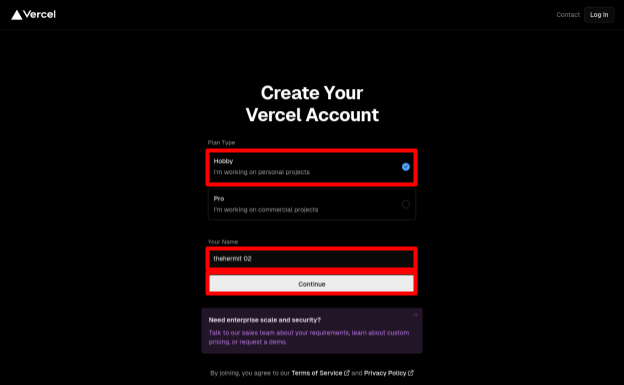 Vercel
Contact
Log In
Create Your
Vercel Account
Plan Type
Hobby
I'm working on personal projects
Pro
I'm working on commercial projects
Your Name
thehermit 02
Continue
Need enterprise scale and security?
Talk to our sales team about your requirements, learn about custom
pricing, or request a demo.
By joining, you agree to our Terms of Service and Privacy Policy